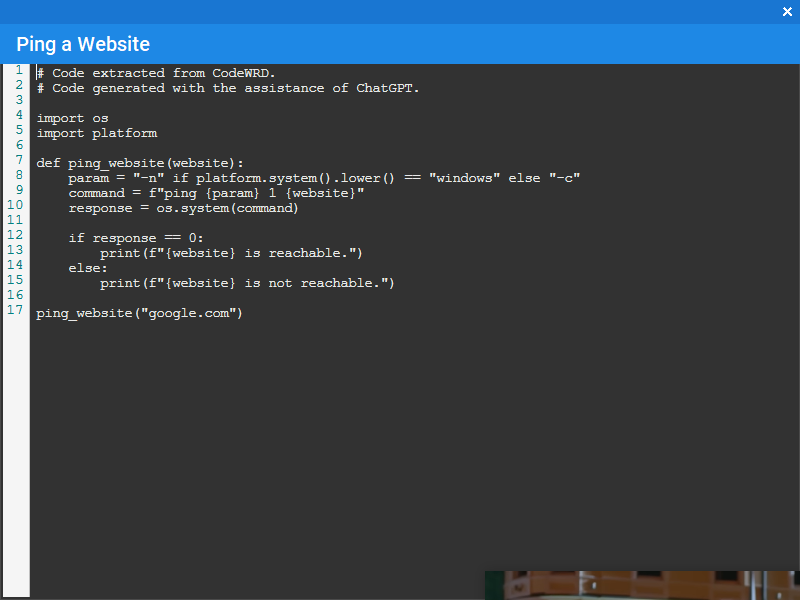 Ping a Website
1 # Code extracted from CodeWRD.
2 # Code generated with the assistance of ChatGPT.
3
4 import os
5 import platform
6
7 def ping_website(website):
8     param = "-n" if platform.system().lower() == "windows" else "-c"
9     command = f"ping {param} 1 {website}"
10     response = os.system(command)
11
12     if response == 0:
13         print(f"{website} is reachable.")
14     else:
15         print(f"{website} is not reachable.")
16
17 ping_website("google.com")